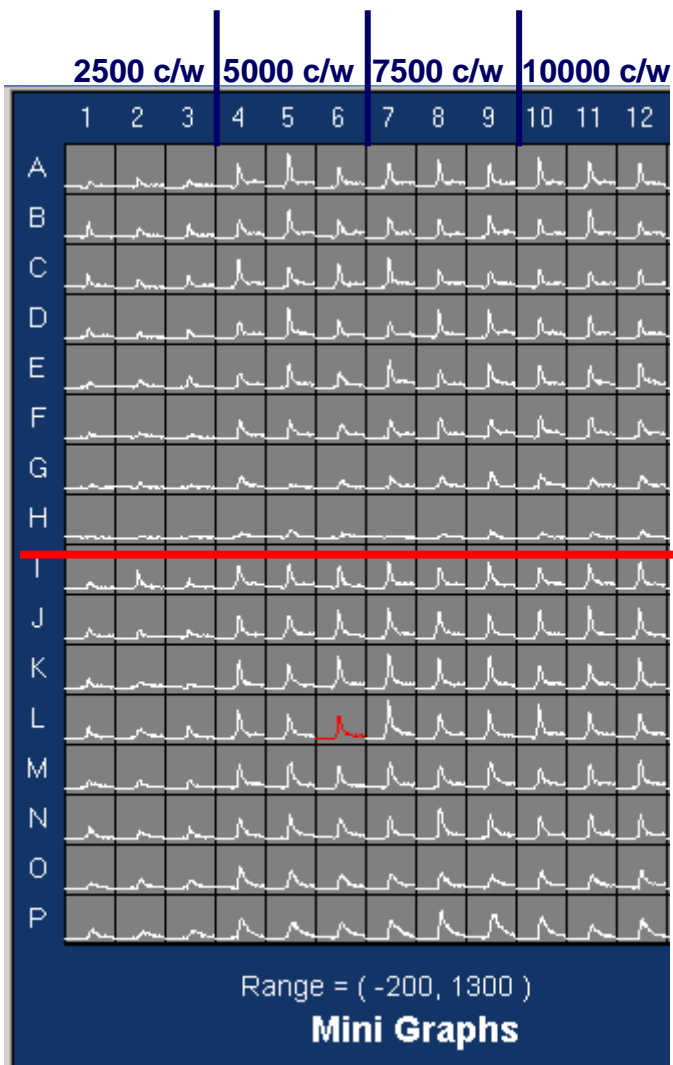 2500 c/w 5000 c/w 7500 c/w 10000 c/w
1 2 3 4 5 6 7 8 9 10 11 12
A
B
C
D
E
F
G
H
I
J
K
L
M
N
O
P
Range = ( -200, 1300 )
Mini Graphs